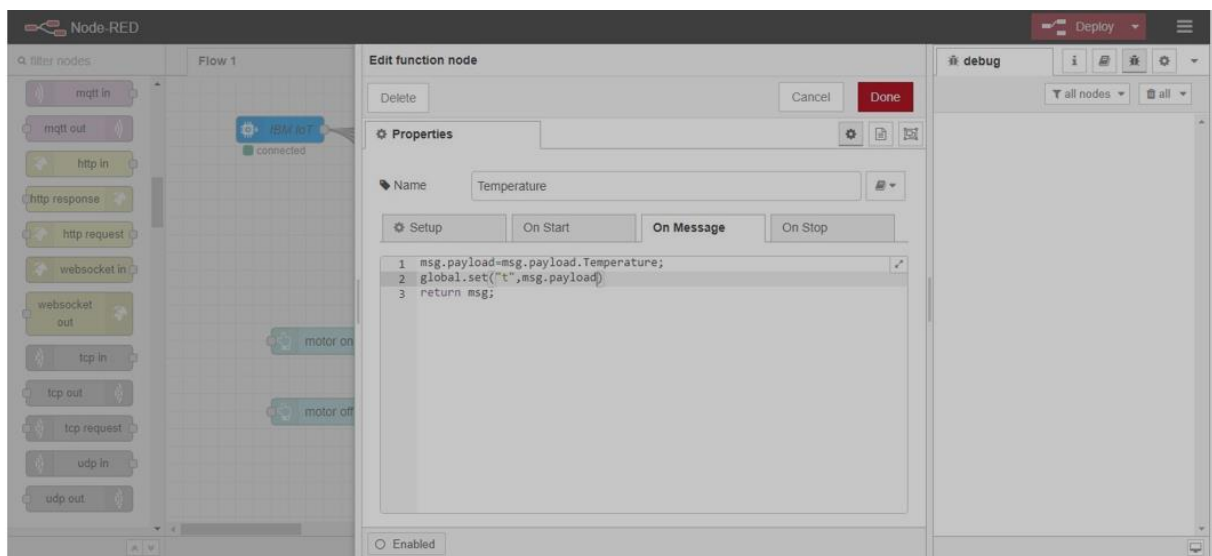 Node-RED
Deploy
filter nodes
mqtt in
mqtt out
http in
http response
http request
websocket in
websocket
out
tcp in
tcp out
tcp request
udp in
udp out
Flow 1
IBM IoT
connected
motor on
motor off
Edit function node
Delete
Cancel
Done
Properties
Name
Temperature
Setup
On Start
On Message
On Stop
1 msg.payload=msg.payload.Temperature;
2 global.set("t",msg.payload)
3 return msg;
Enabled
debug
i
all nodes
all